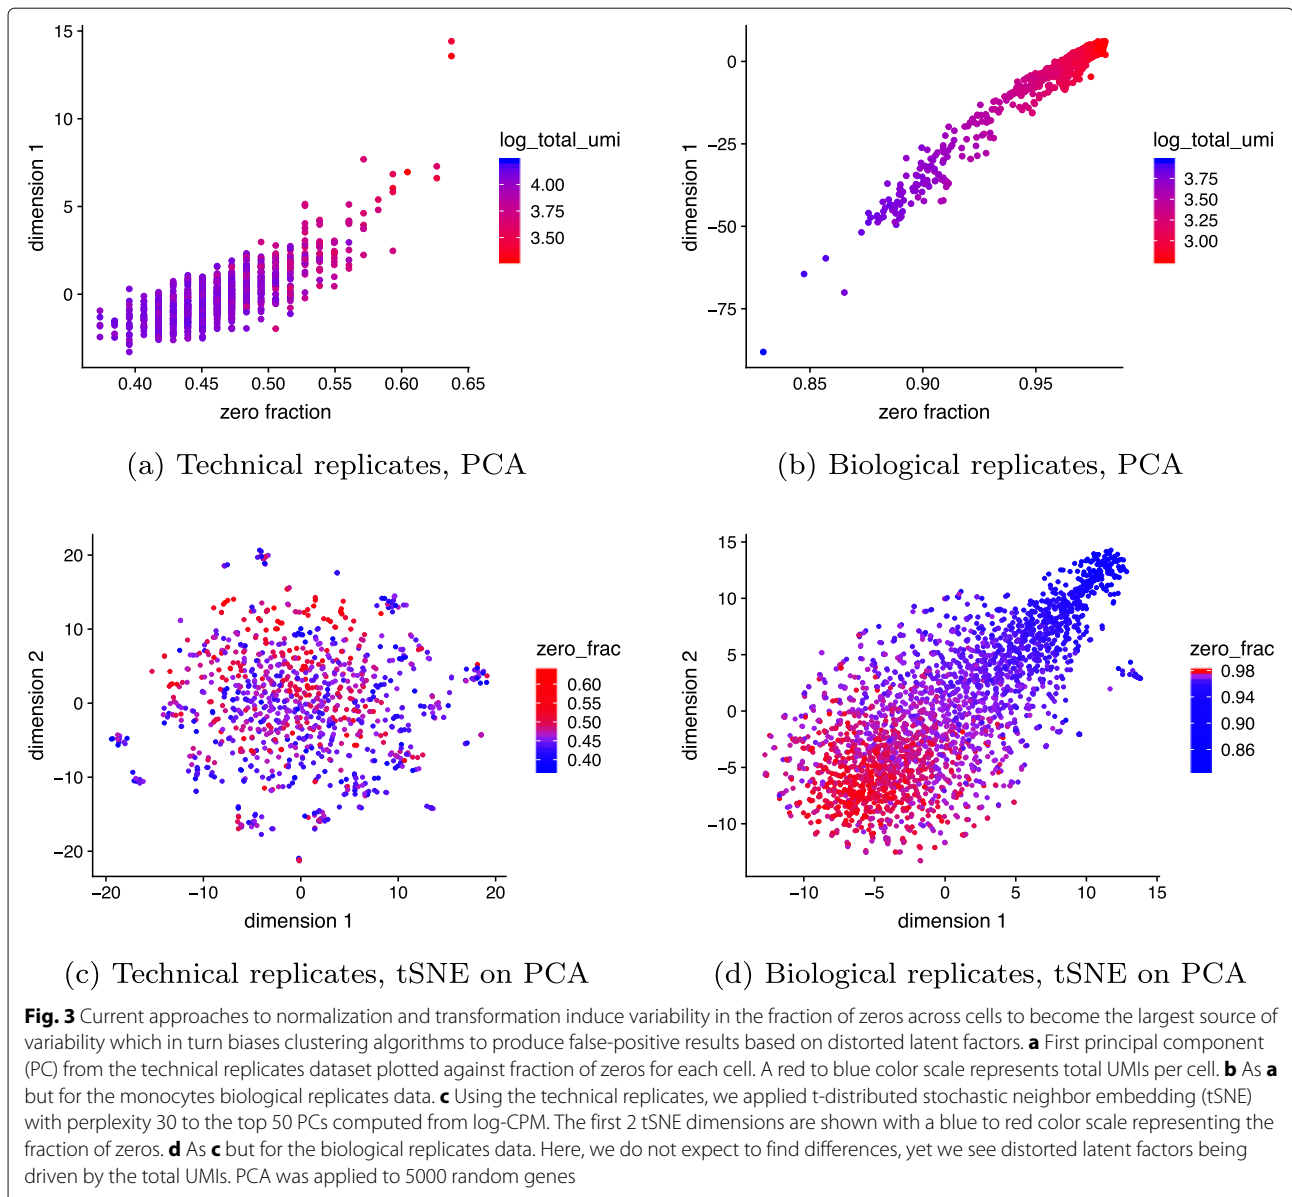 15
10
5
0
dimension 1
0.40
0.45
0.50
0.55
0.60
0.65
zero fraction
log_total_umi
4.00
3.75
3.50
(a) Technical replicates, PCA
0
−25
−50
−75
dimension 1
0.85
0.90
0.95
zero fraction
log_total_umi
3.75
3.50
3.25
3.00
(b) Biological replicates, PCA
20
10
0
−10
−20
dimension 2
−20
−10
0
10
20
dimension 1
zero_frac
0.60
0.55
0.50
0.45
0.40
(c) Technical replicates, tSNE on PCA
15
10
5
0
−5
−10
dimension 2
−10
−5
0
5
10
15
dimension 1
zero_frac
0.98
0.94
0.90
0.86
(d) Biological replicates, tSNE on PCA
Fig. 3 Current approaches to normalization and transformation induce variability in the fraction of zeros across cells to become the largest source of
variability which in turn biases clustering algorithms to produce false-positive results based on distorted latent factors. a First principal component
(PC) from the technical replicates dataset plotted against fraction of zeros for each cell. A red to blue color scale represents total UMIs per cell. b As a
but for the monocytes biological replicates data. c Using the technical replicates, we applied t-distributed stochastic neighbor embedding (tSNE)
with perplexity 30 to the top 50 PCs computed from log-CPM. The first 2 tSNE dimensions are shown with a blue to red color scale representing the
fraction of zeros. d As c but for the biological replicates data. Here, we do not expect to find differences, yet we see distorted latent factors being
driven by the total UMIs. PCA was applied to 5000 random genes